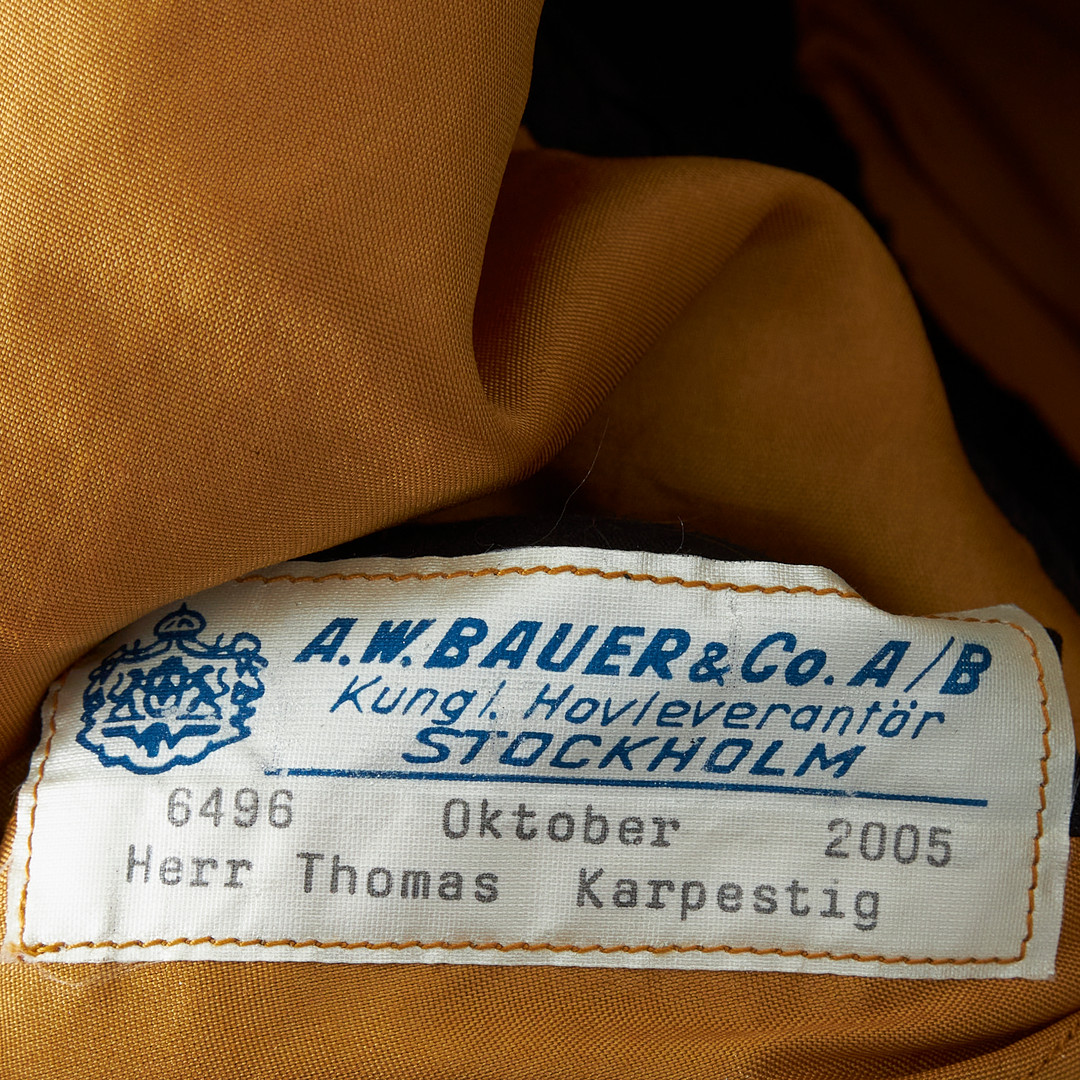 A.W. BAUER & Co. A/B
Kungl. Hovleverantör
STOCKHOLM
6496 Oktober 2005
Herr Thomas Karpestig